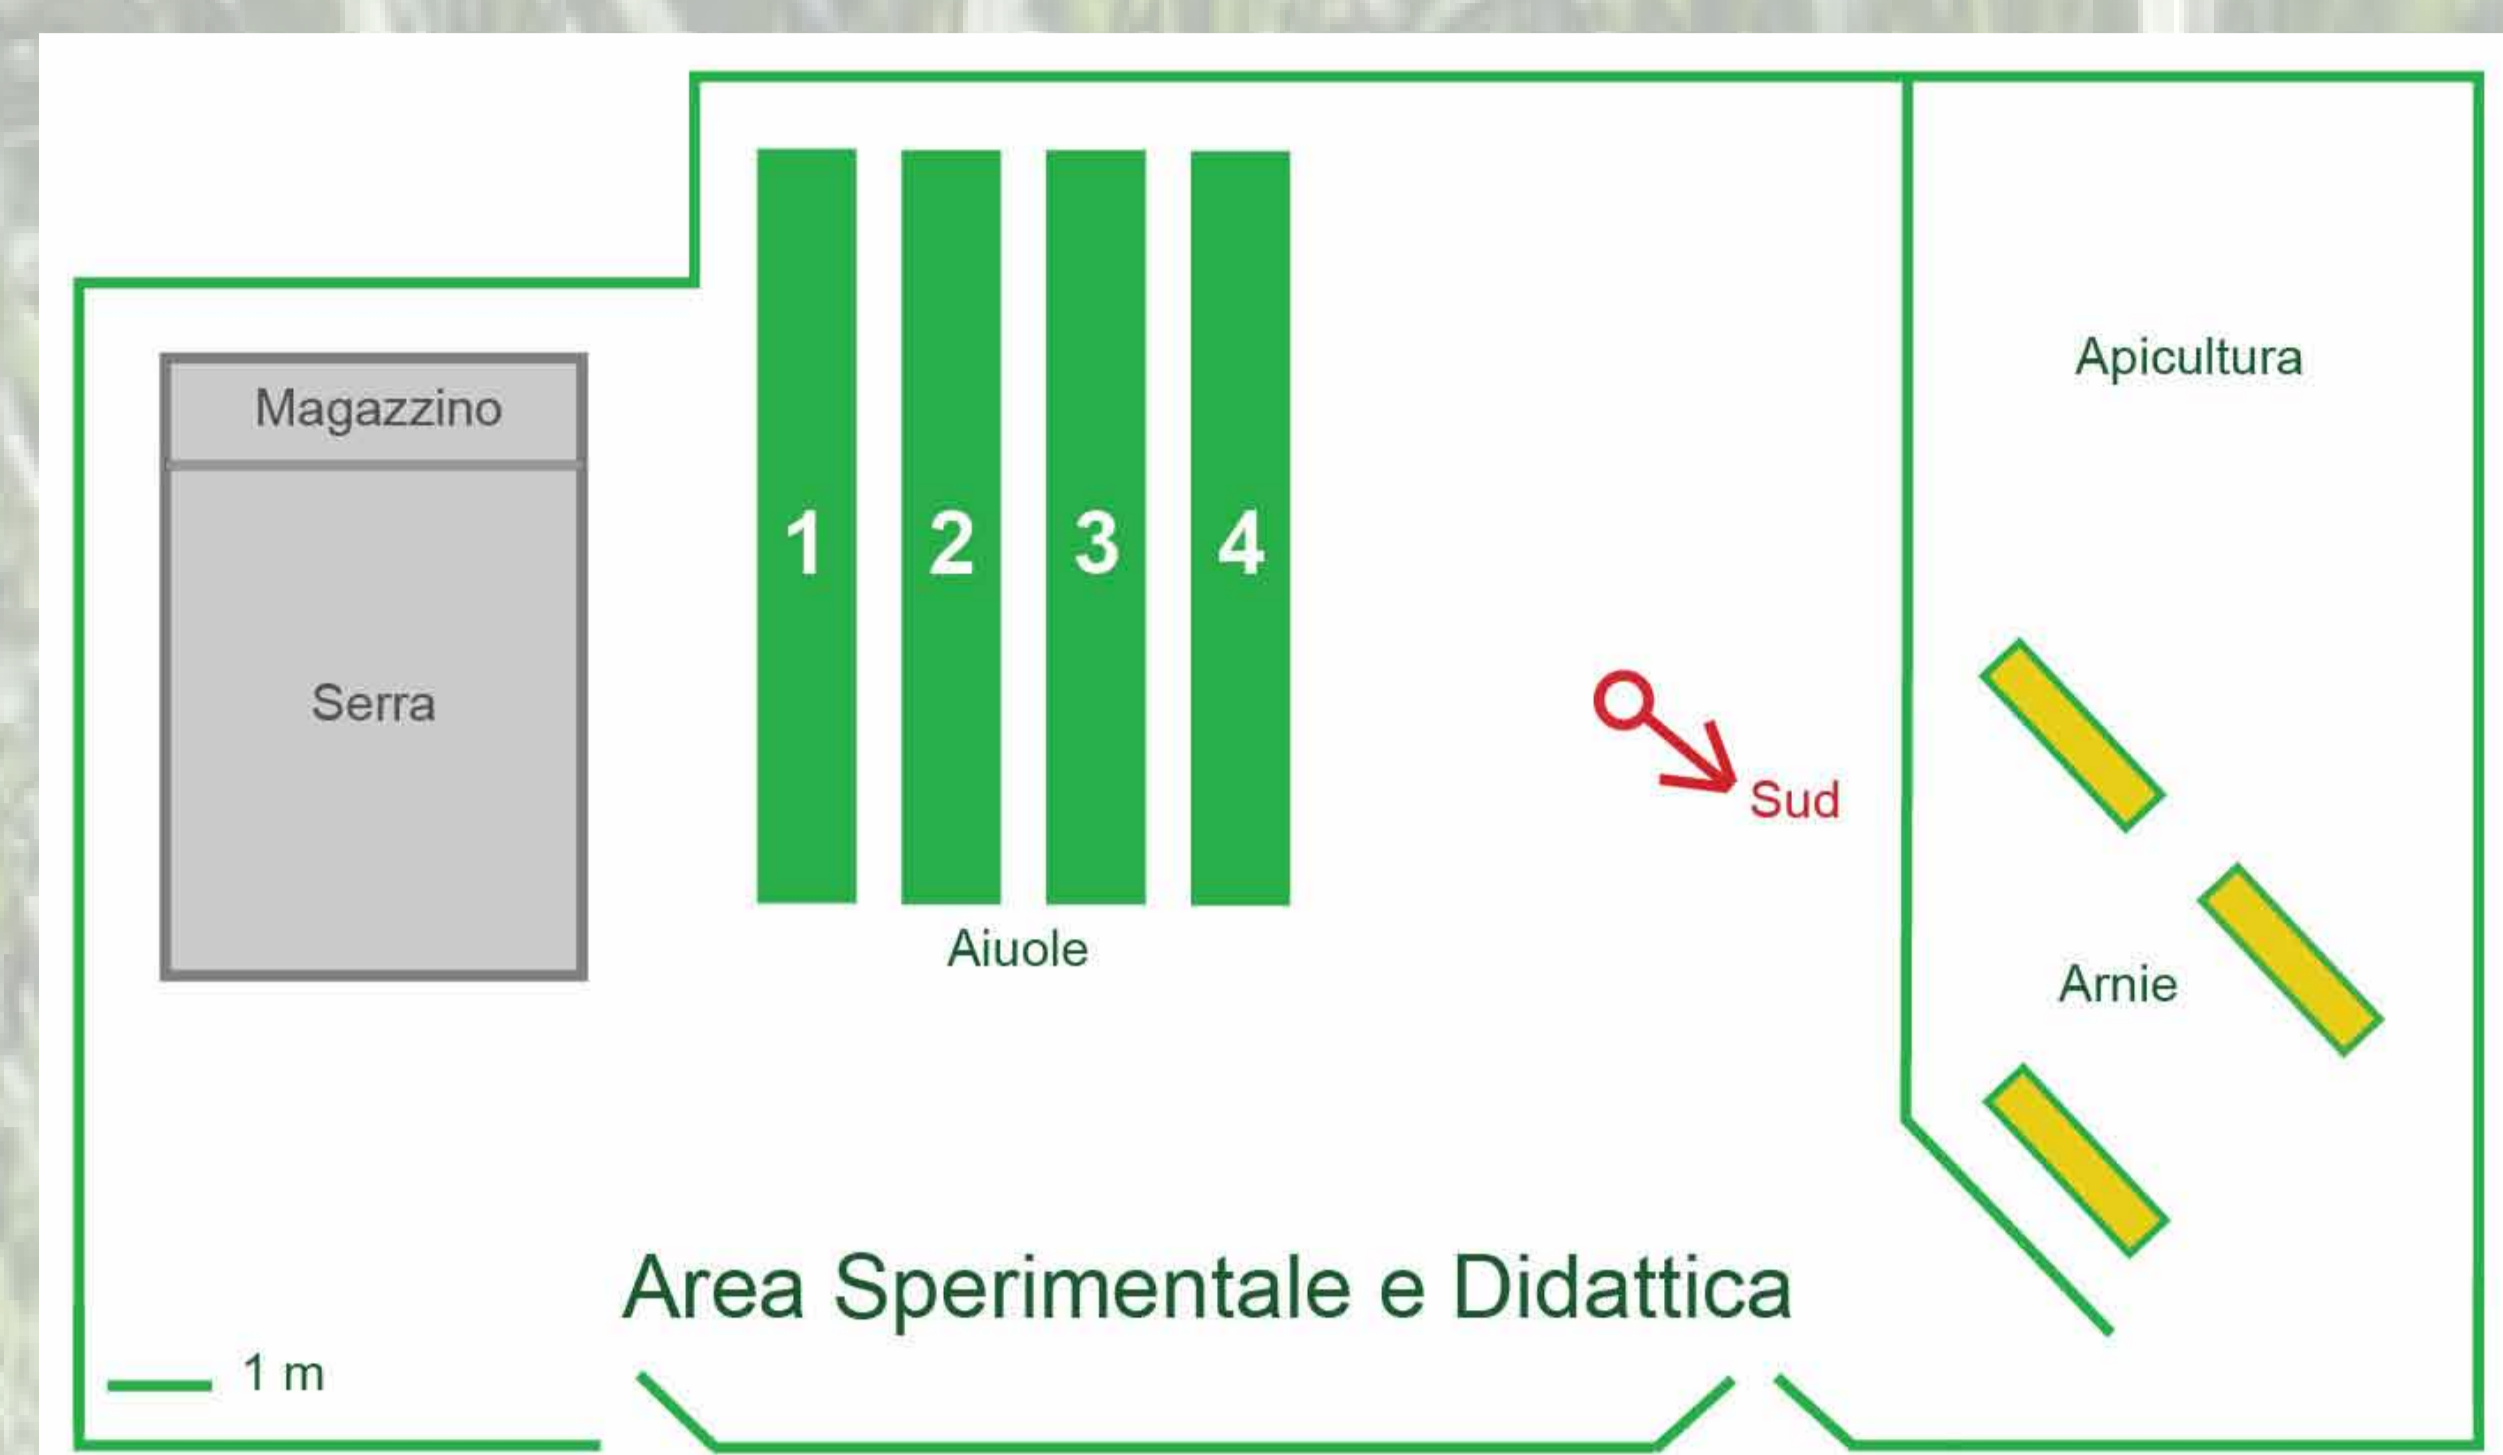 Magazzino
Serra
1 2 3 4
Aiuole
Sud
Apicultura
Arnie
Area Sperimentale e Didattica
1 m